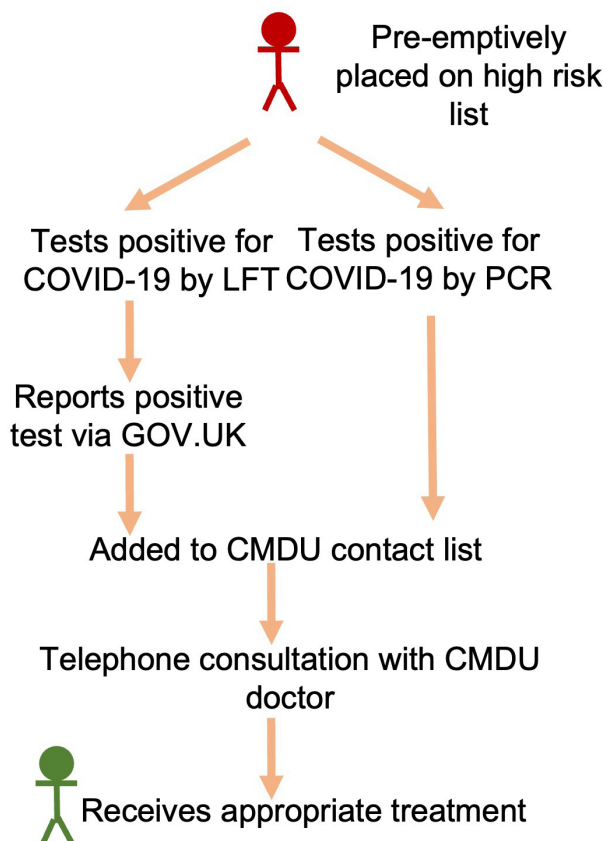 Pre-emptively
placed on high risk
list
Tests positive for
COVID-19 by LFT
Tests positive for
COVID-19 by PCR
Reports positive
test via GOV.UK
Added to CMDU contact list
Telephone consultation with CMDU
doctor
Receives appropriate treatment